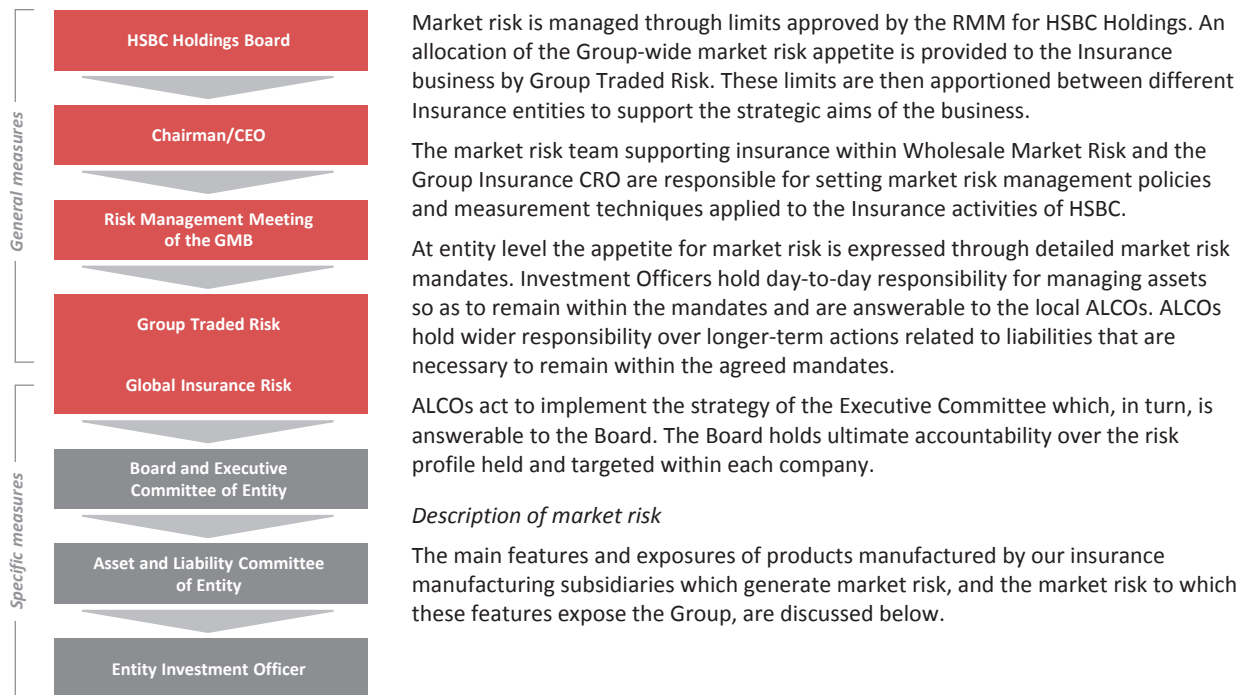 General measures
HSBC Holdings Board
Chairman/CEO
Risk Management Meeting
of the GMB
Group Traded Risk
Global Insurance Risk
Specific measures
Board and Executive
Committee of Entity
Asset and Liability Committee
of Entity
Entity Investment Officer
Market risk is managed through limits approved by the RMM for HSBC Holdings. An
allocation of the Group-wide market risk appetite is provided to the Insurance
business by Group Traded Risk. These limits are then apportioned between different
Insurance entities to support the strategic aims of the business.
The market risk team supporting insurance within Wholesale Market Risk and the
Group Insurance CRO are responsible for setting market risk management policies
and measurement techniques applied to the Insurance activities of HSBC.
At entity level the appetite for market risk is expressed through detailed market risk
mandates. Investment Officers hold day-to-day responsibility for managing assets
so as to remain within the mandates and are answerable to the local ALCOs. ALCOs
hold wider responsibility over longer-term actions related to liabilities that are
necessary to remain within the agreed mandates.
ALCOs act to implement the strategy of the Executive Committee which, in turn, is
answerable to the Board. The Board holds ultimate accountability over the risk
profile held and targeted within each company.
Description of market risk
The main features and exposures of products manufactured by our insurance
manufacturing subsidiaries which generate market risk, and the market risk to which
these features expose the Group, are discussed below.